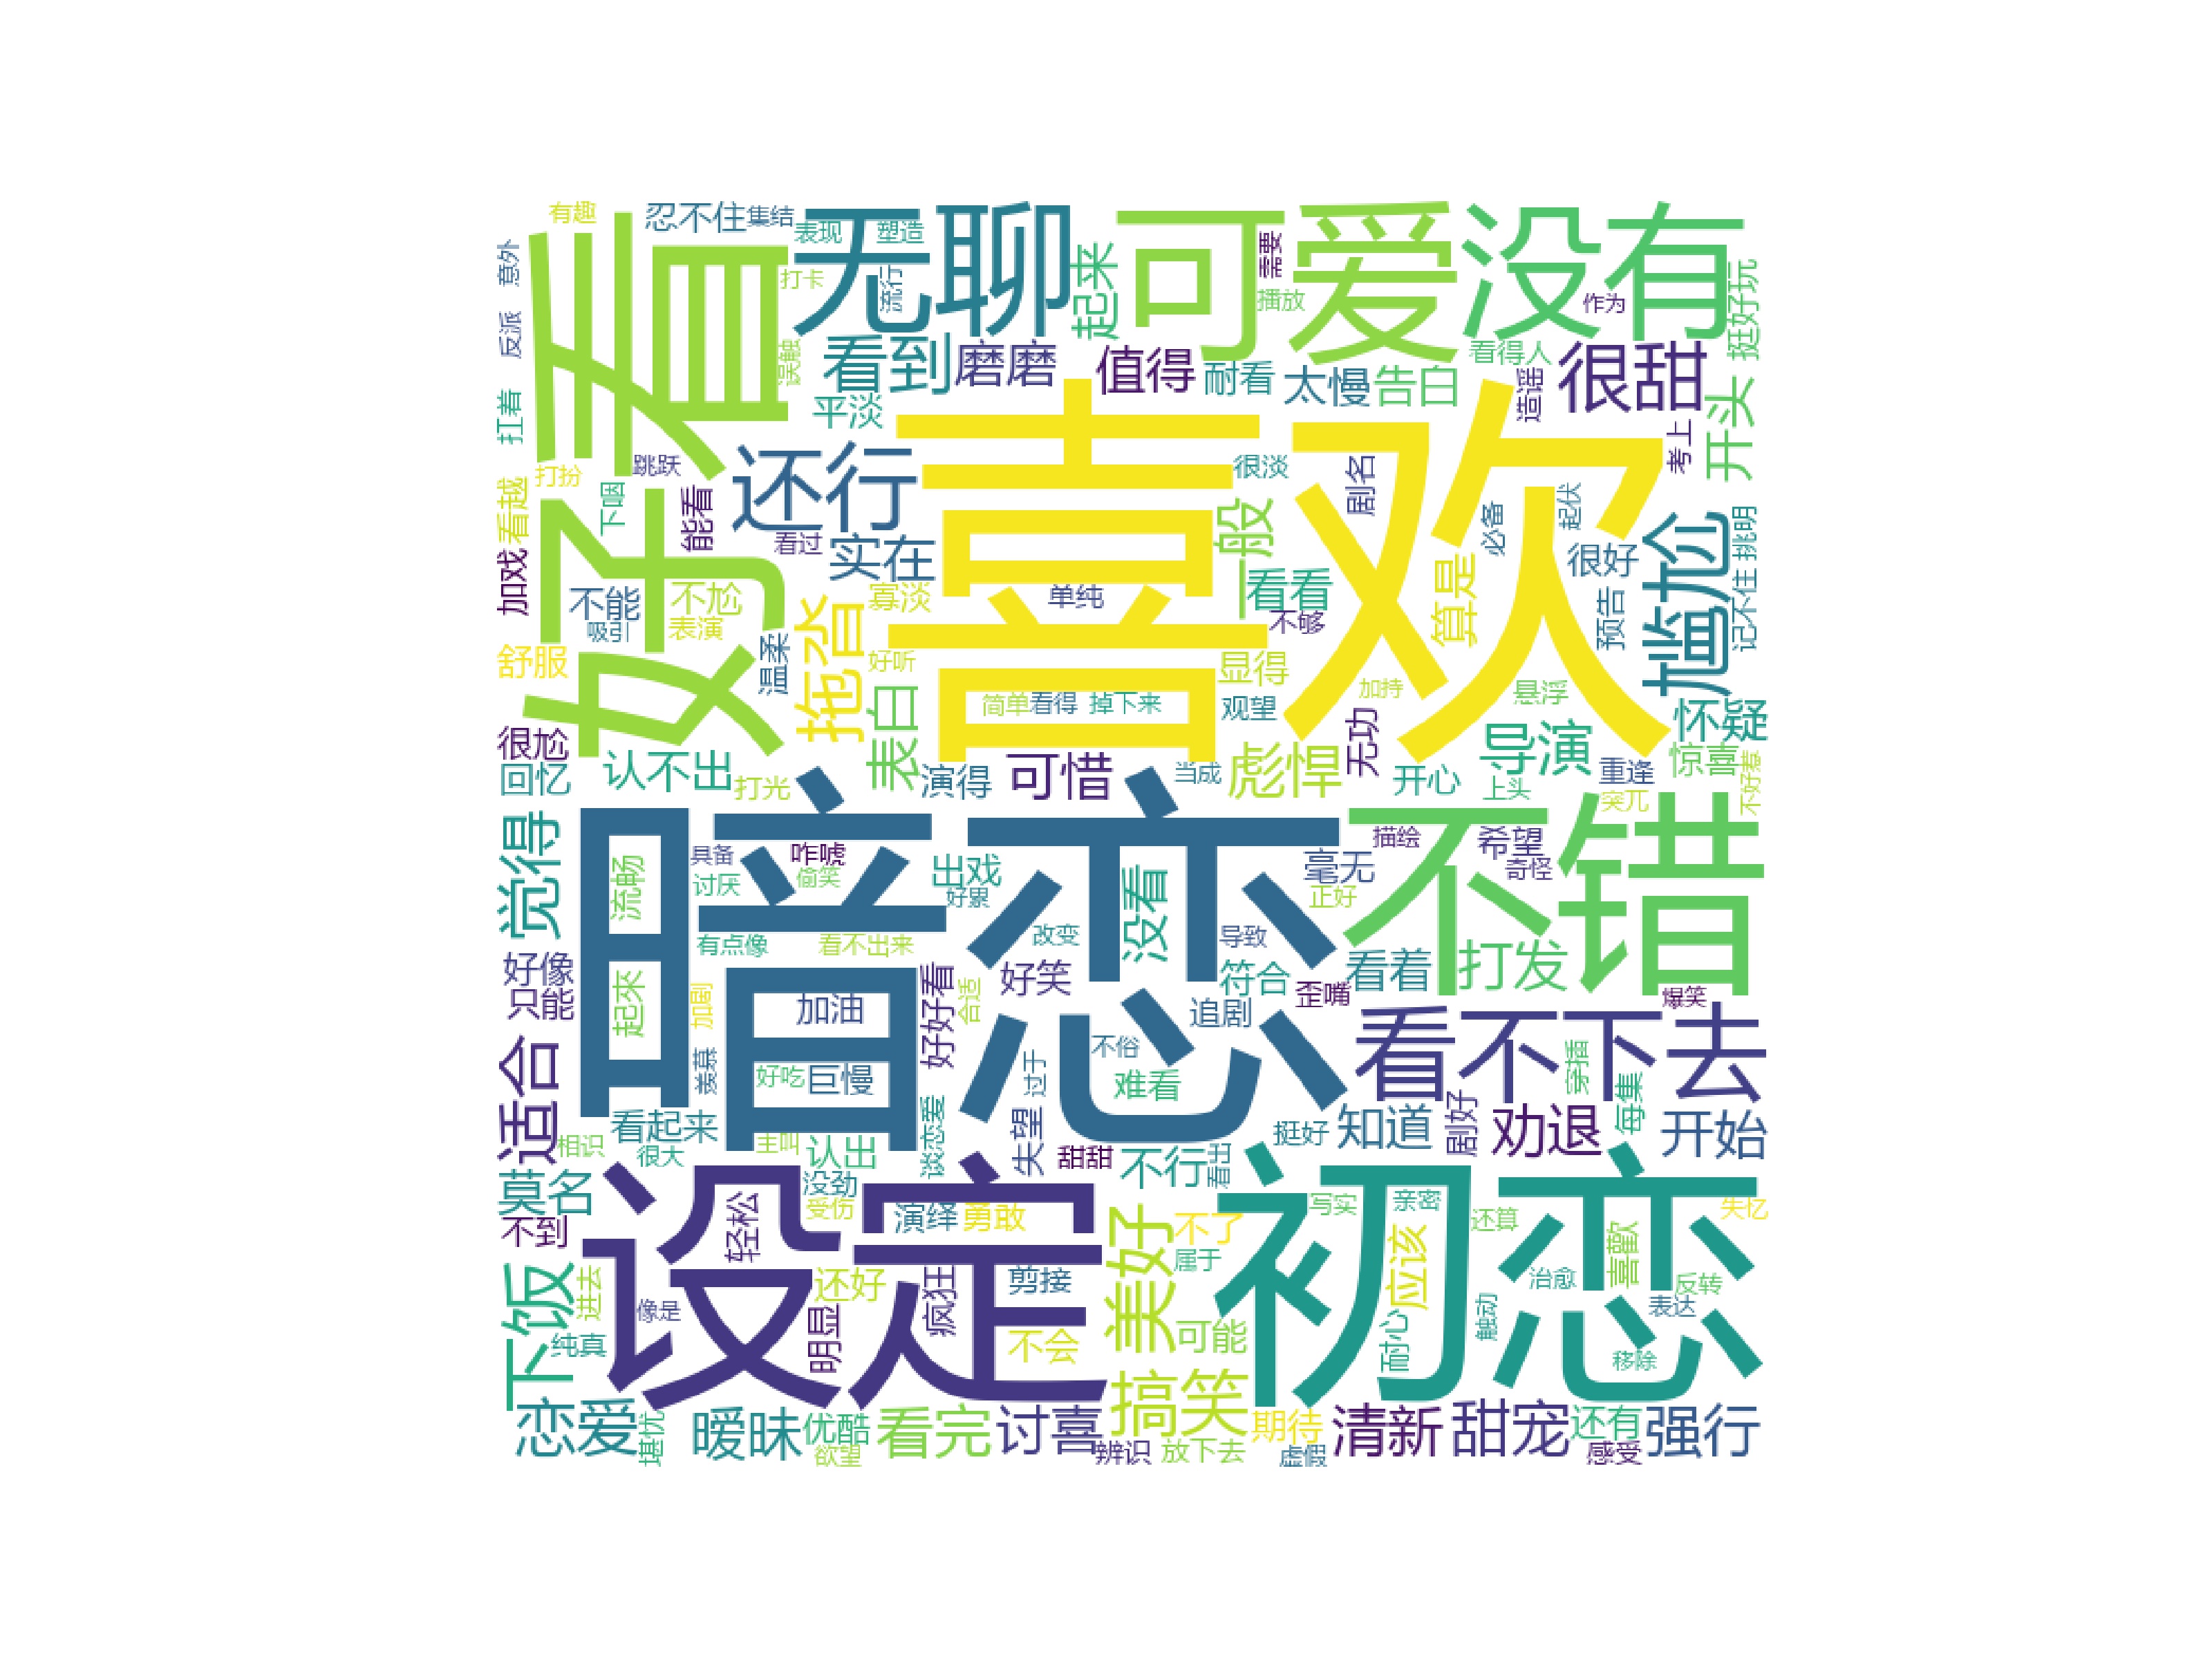 有趣
忍不住
集结
无聊
可爱
没有
好看
意外
表现
塑造
打卡
流行
起来
需要
播放
作为
挺好玩
反派
误触
看到
磨磨
值得
耐看
太慢
告白
看得人
很甜
造谣
扛着
平淡
喜欢
开头
考上
打扮
跳跃
还行
很淡
剧名
看越
下咽
能看
看过
实在
一般
必备
起伏
很好
尴尬
挑明
加戏
不能
吸引
不尬
表演
寡淡
单纯
看看
不够
算是
预告
记不住
舒服
温柔
拖沓
好听
显得
加持
悬浮
简单
看得
掉下来
观望
怀疑
很尬
表白
无功
导演
回忆
认不出
打光
演得
可惜
当成
彪悍
开心
上头
重逢
惊喜
突兀
不好惹
暗恋
不错
觉得
流畅
具备
咋唬
讨厌
偷笑
出戏
好累
没看
描绘
希望
毫无
奇怪
正好
有点像
看不出来
改变
导致
好像
只能
起來
加剧
加油
好好看
合适
好笑
符合
看着
打发
歪嘴
爆笑
追剧
看不下去
适合
羡慕
好吃
巨慢
过于
不俗
难看
穿插
每集
看起来
相识
很大
主叫
认出
谈恋爱
失望
甜甜
挺好
知道
剧好
劝退
开始
不行
看丑
莫名
设定
没劲
受伤
初恋
不到
轻松
演绎
勇敢
不了
写实
亲密
还算
失忆
属于
美好
应该
喜歡
下饭
进去
还好
疯狂
剪接
治愈
反转
像是
表达
触动
纯真
明显
不会
可能
耐心
移除
恋爱
堪忧
暧昧
优酷
欲望
看完
讨喜
搞笑
辨识
放下去
期待
虚假
清新
甜宠
还有
感受
强行